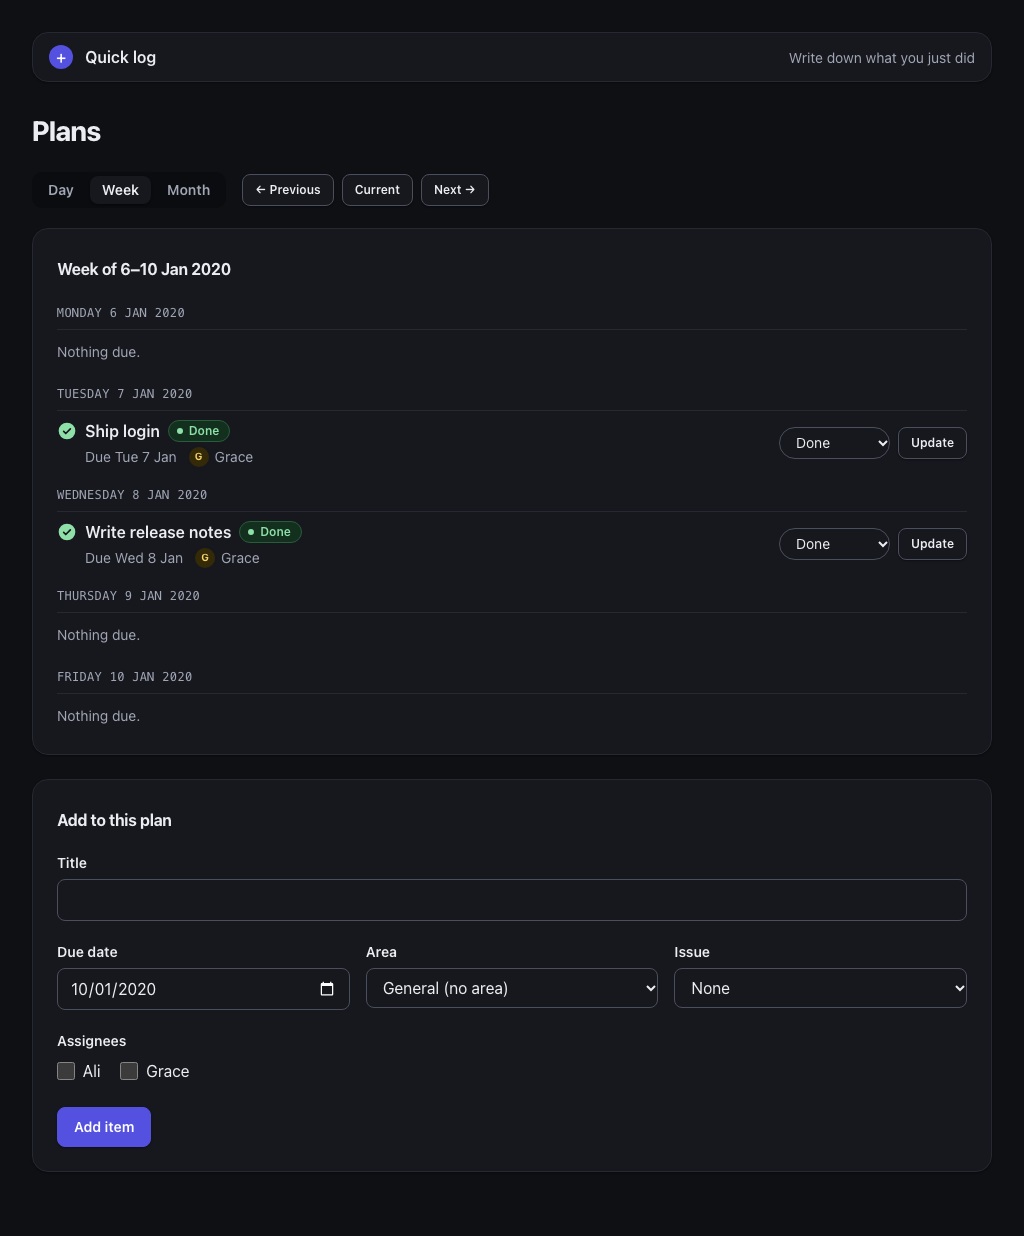 + Quick log Write down what you just did
Plans
Day Week Month ← Previous Current Next →
Week of 6–10 Jan 2020
MONDAY 6 JAN 2020
Nothing due.
TUESDAY 7 JAN 2020
Ship login Done Done Update
Due Tue 7 Jan G Grace
WEDNESDAY 8 JAN 2020
Write release notes Done Done Update
Due Wed 8 Jan G Grace
THURSDAY 9 JAN 2020
Nothing due.
FRIDAY 10 JAN 2020
Nothing due.
Add to this plan
Title
Due date Area Issue
10/01/2020 General (no area) None
Assignees
Ali Grace
Add item